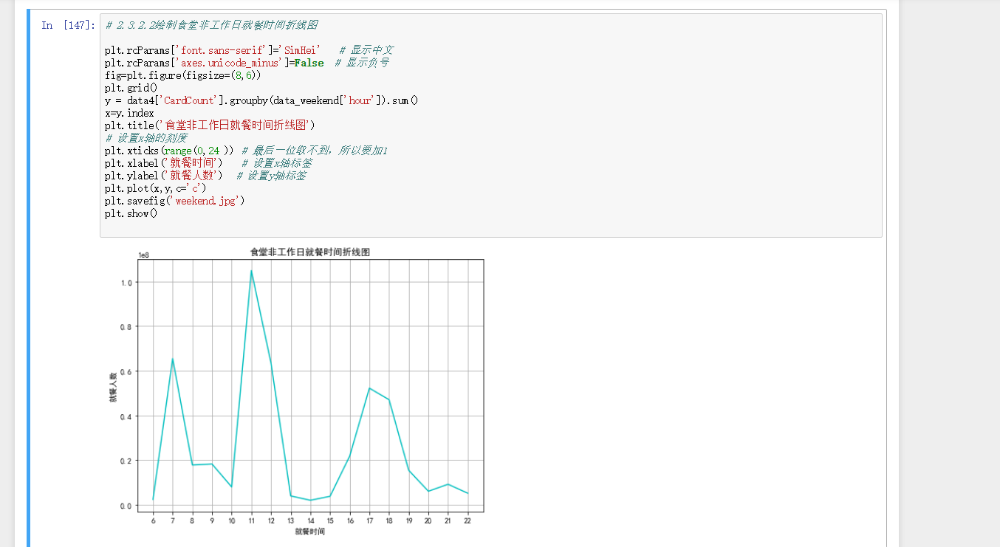 In [147]:
# 2.3.2.2绘制食堂非工作日就餐时间折线图
plt.rcParams['font.sans-serif']='SimHei'   # 显示中文
plt.rcParams['axes.unicode_minus']=False  # 显示负号
fig=plt.figure(figsize=(8,6))
plt.grid()
y = data4['CardCount'].groupby(data_weekend['hour']).sum()
x=y.index
plt.title('食堂非工作日就餐时间折线图')
# 设置x轴的刻度
plt.xticks(range(0,24 )) # 最后一位取不到，所以要加1
plt.xlabel('就餐时间')   # 设置x轴标签
plt.ylabel('就餐人数')  # 设置y轴标签
plt.plot(x,y,c='c')
plt.savefig('weekend.jpg')
plt.show()
食堂非工作日就餐时间折线图
1e8
1.0
0.8
0.6
0.4
0.2
0.0
就餐人数
6 7 8 9 10 11 12 13 14 15 16 17 18 19 20 21 22
就餐时间